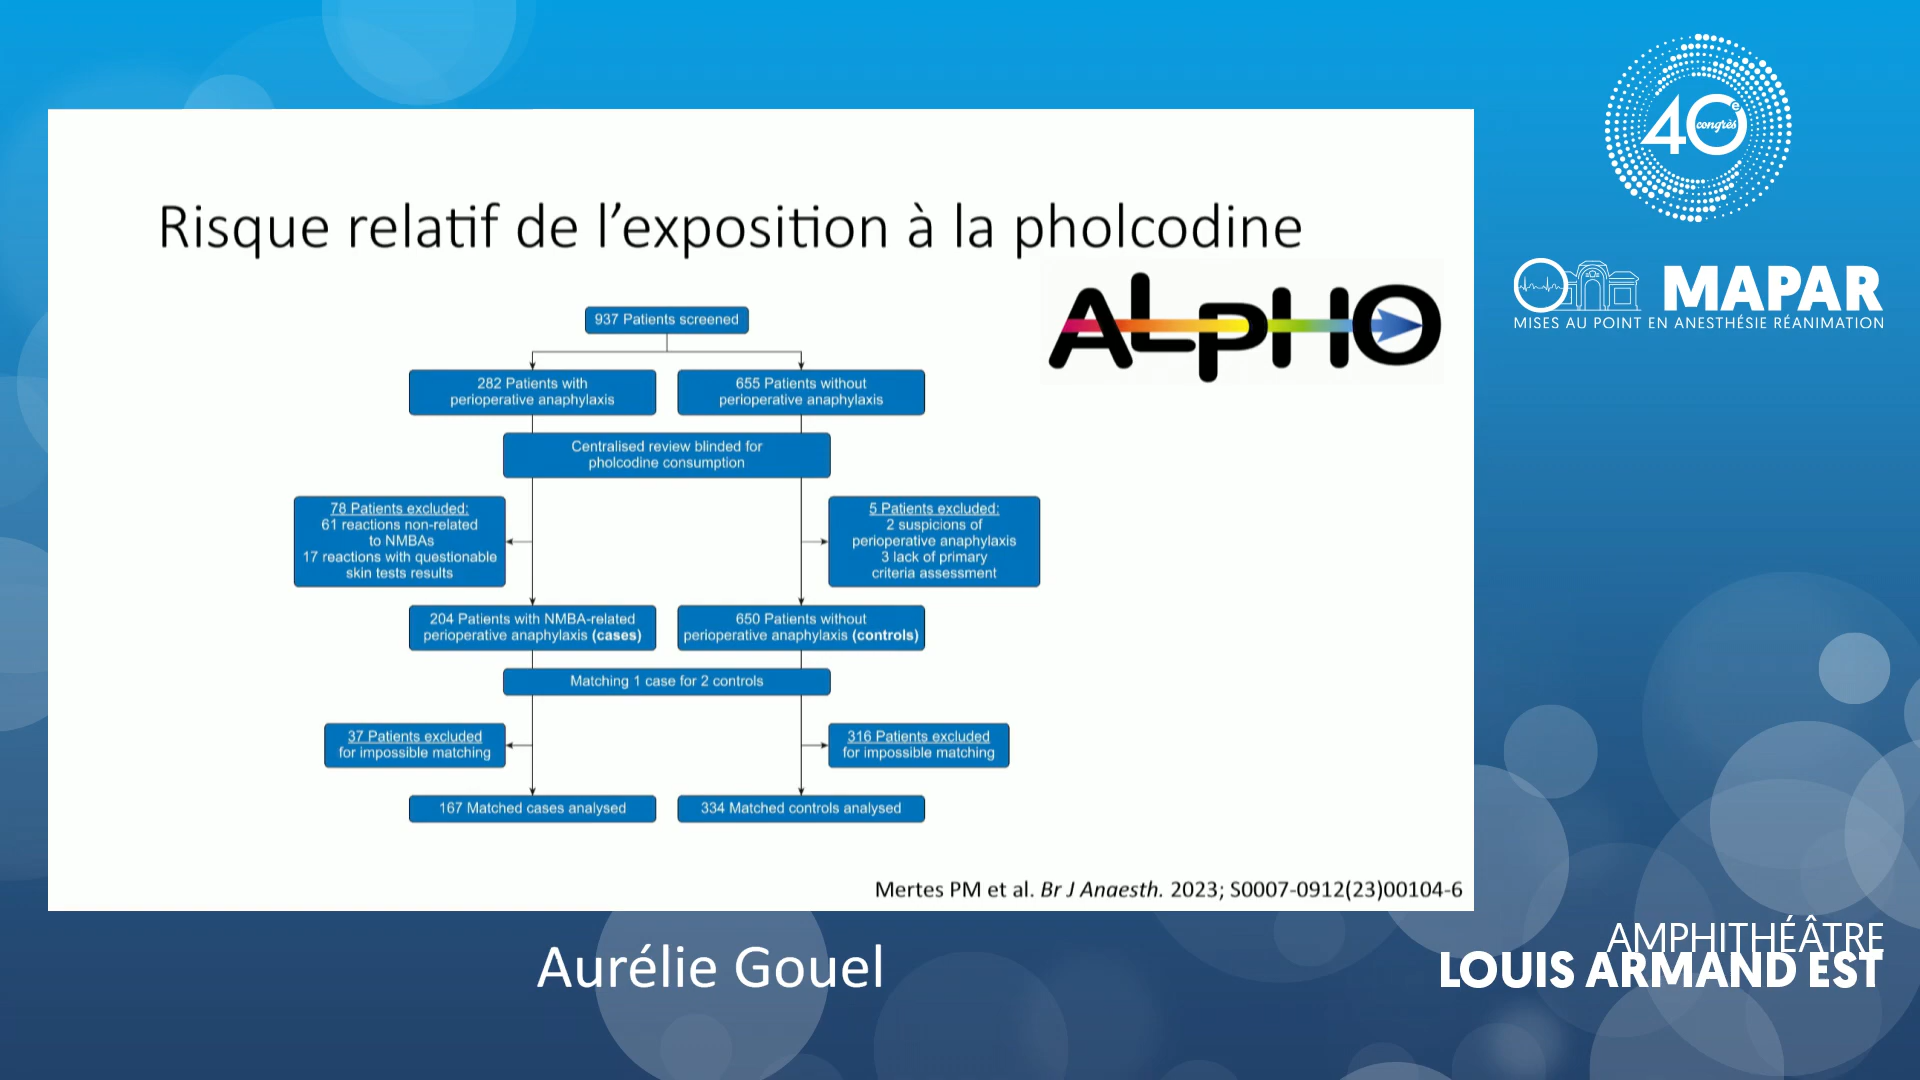 Risque relatif de l’exposition à la pholcodine
ALPHO
937 Patients screened
282 Patients with
perioperative anaphylaxis
655 Patients without
perioperative anaphylaxis
Centralised review blinded for
pholcodine consumption
78 Patients excluded:
61 reactions non-related
to NMBAs
17 reactions with questionable
skin tests results
5 Patients excluded:
2 suspicions of
perioperative anaphylaxis
3 lack of primary
criteria assessment
204 Patients with NMBA-related
perioperative anaphylaxis (cases)
650 Patients without
perioperative anaphylaxis (controls)
Matching 1 case for 2 controls
37 Patients excluded
for impossible matching
316 Patients excluded
for impossible matching
167 Matched cases analysed
334 Matched controls analysed
Mertes PM et al. Br J Anaesth. 2023; S0007-0912(23)00104-6
40e
congrès
MAPAR
MISES AU POINT EN ANESTHÉSIE RÉANIMATION
Aurélie Gouel
AMPHITHÉÂTRE
LOUIS ARMAND EST